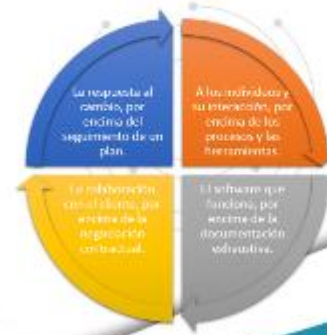 La respuesta al
cambio, por
encima del
seguimiento de un
plan.
A los individuos y
su interacción, por
encima de los
procesos y las
herramientas.
La colaboración
con el cliente, por
encima de la
negociación
contractual.
El software que
funciona, por
encima de la
documentación
exhaustiva.